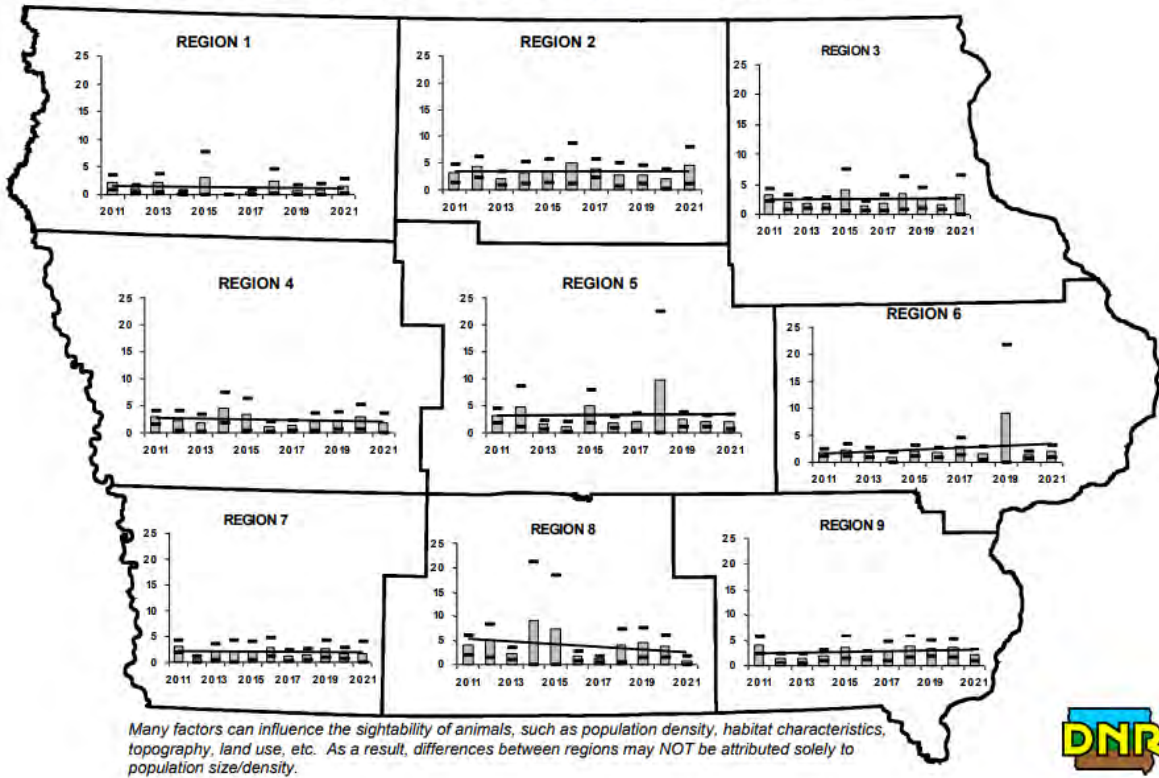 REGION 1
25
20
15
10
5
0
2011 2013 2015 2017 2019 2021
REGION 2
25
20
15
10
5
0
2011 2013 2015 2017 2019 2021
REGION 3
25
20
15
10
5
0
2011 2013 2015 2017 2019 2021
REGION 4
25
20
15
10
5
0
2011 2013 2015 2017 2019 2021
REGION 5
25
20
15
10
5
0
2011 2013 2015 2017 2019 2021
REGION 6
25
20
15
10
5
0
2011 2013 2015 2017 2019 2021
REGION 7
25
20
15
10
5
0
2011 2013 2015 2017 2019 2021
REGION 8
25
20
15
10
5
0
2011 2013 2015 2017 2019 2021
REGION 9
25
20
15
10
5
0
2011 2013 2015 2017 2019 2021
Many factors can influence the sightability of animals, such as population density, habitat characteristics,
topography, land use, etc. As a result, differences between regions may NOT be attributed solely to
population size/density.
DNR